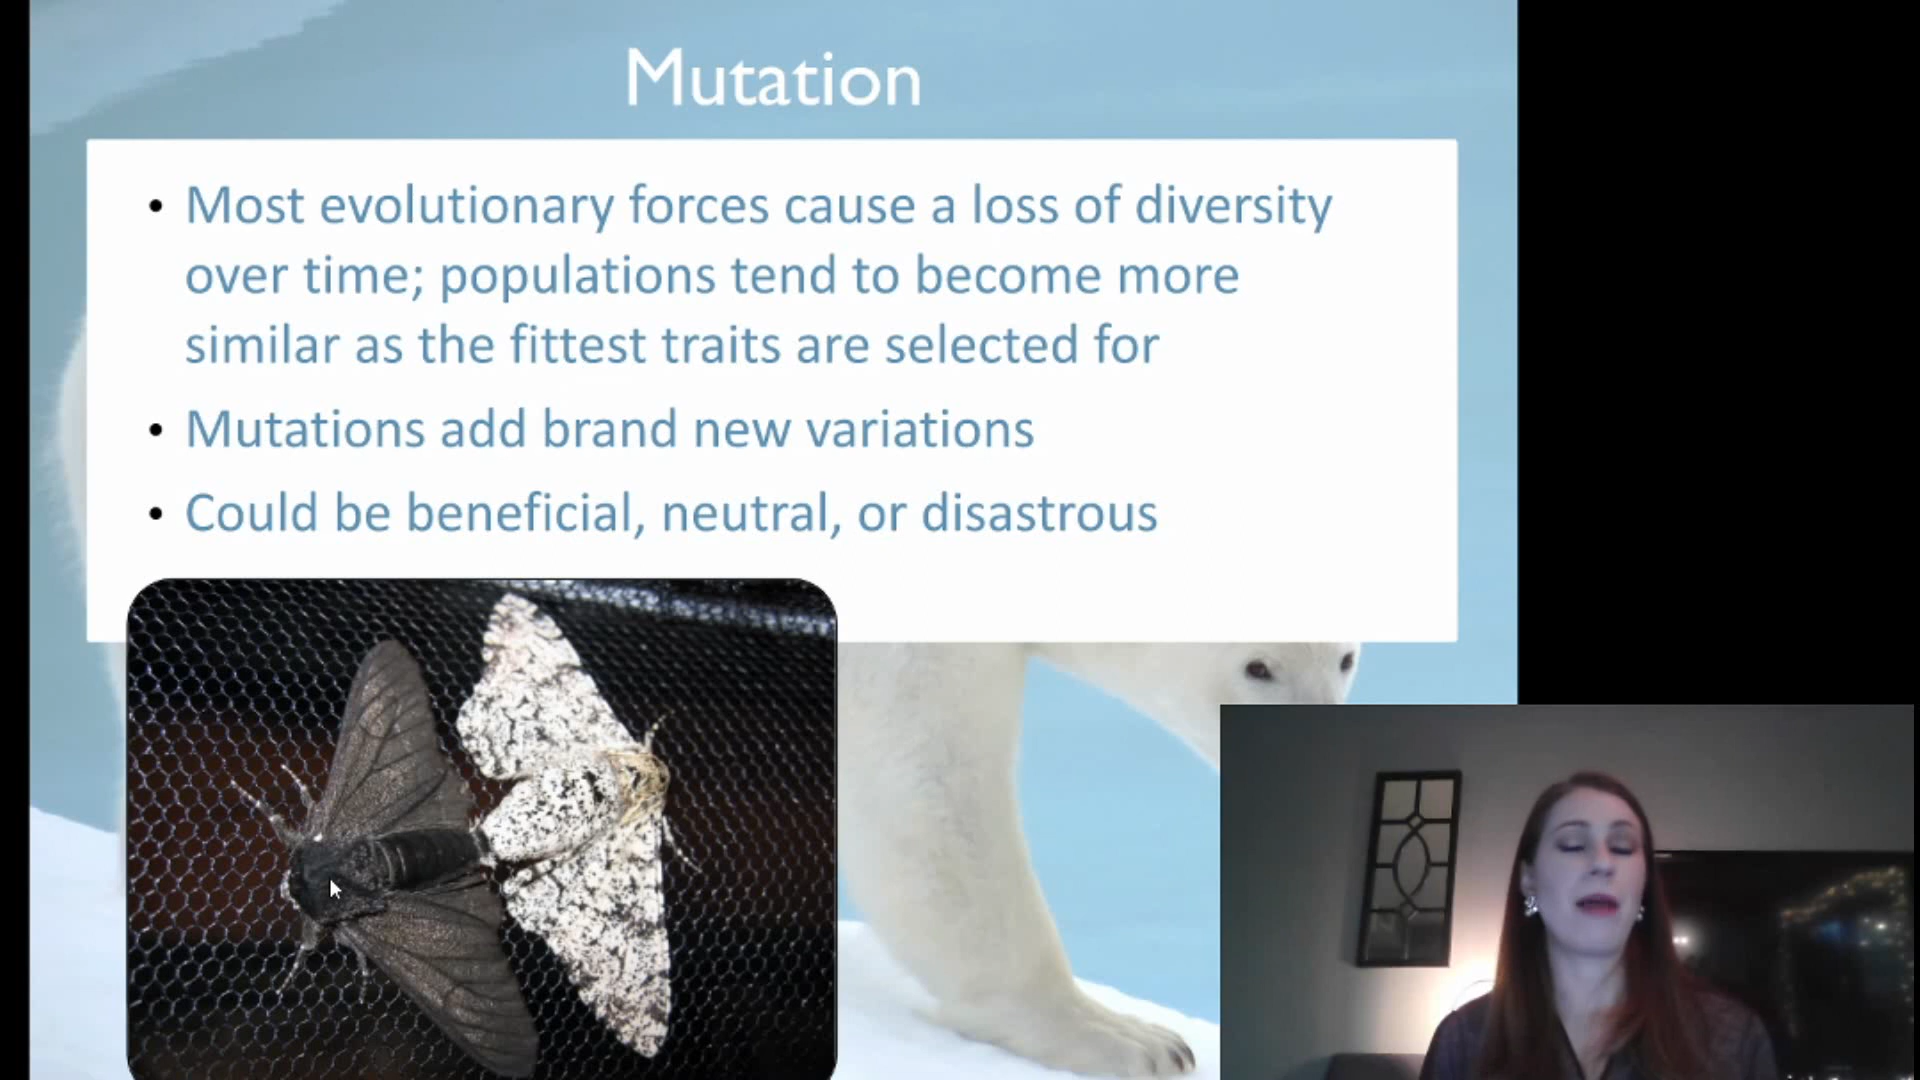 Mutation
• Most evolutionary forces cause a loss of diversity
over time; populations tend to become more
similar as the fittest traits are selected for
• Mutations add brand new variations
• Could be beneficial, neutral, or disastrous